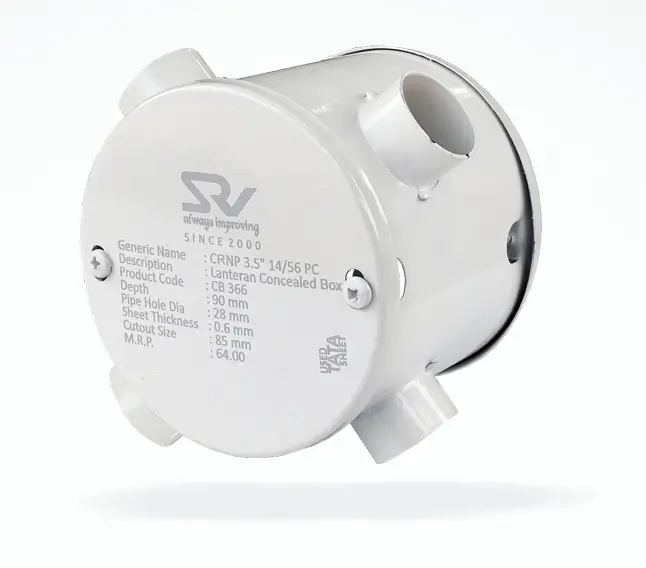 SRV
always improving
SINCE 2000
Generic Name : CRNP 3.5" 14/56 PC
Description : Lanteran Concealed Box
Product Code : CB 366
Depth : 90 mm
Pipe Hole Dia : 28 mm
Sheet Thickness : 0.6 mm
Cutout Size : 85 mm
M.R.P. : 64.00
USED
TATA
SHEET